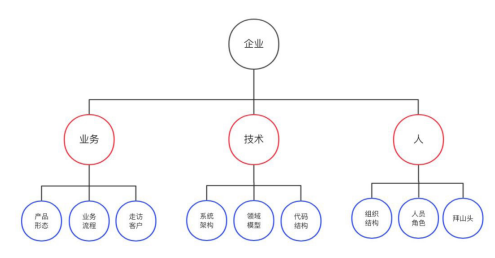 企业
业务
技术
人
产品
形态
业务
流程
走访
客户
系统
架构
领域
模型
代码
结构
组织
结构
人员
角色
拜山头